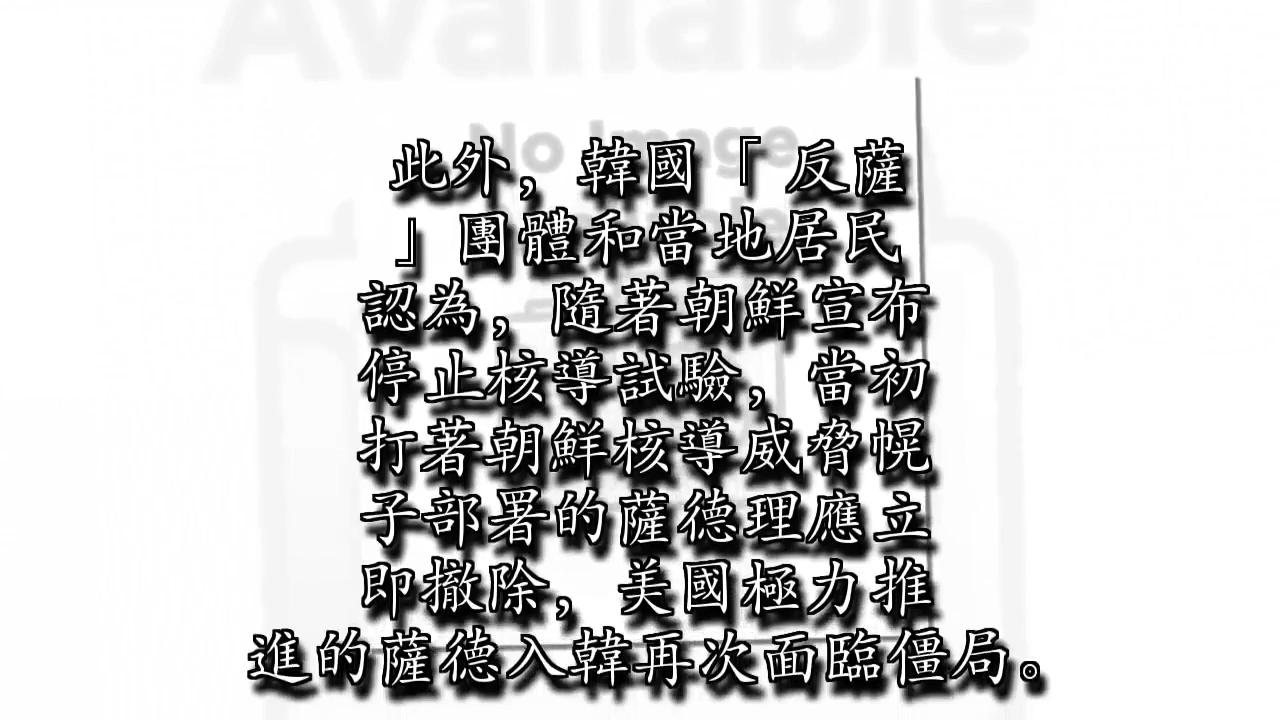 Available
No Image
此外，韓國「反薩
」團體和當地居民
認為，隨著朝鮮宣布
停止核導試驗，當初
打著朝鮮核導威脅幌
子部署的薩德理應立
即撤除，美國極力推
進的薩德入韓再次面臨僵局。